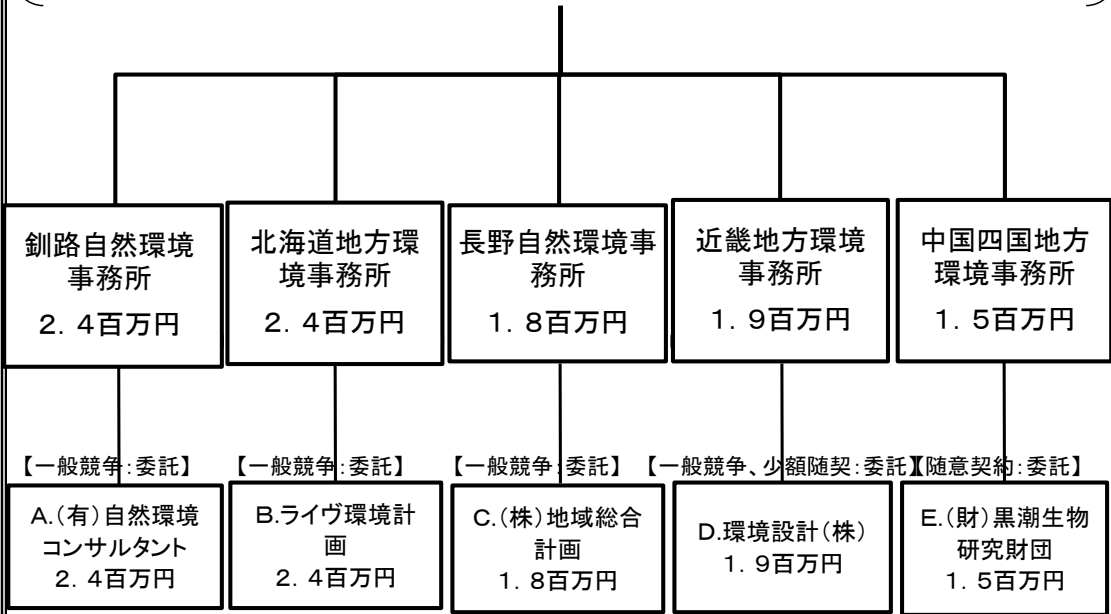 釧路自然環境
事務所
2．4百万円
北海道地方環
境事務所
2．4百万円
長野自然環境事
務所
1．8百万円
近畿地方環境
事務所
1．9百万円
中国四国地方
環境事務所
1．5百万円
【一般競争：委託】
【一般競争：委託】
【一般競争：委託】
【一般競争、少額随契：委託】
【随意契約：委託】
A.（有）自然環境
コンサルタント
2．4百万円
B.ライヴ環境計
画
2．4百万円
C.（株）地域総合
計画
1．8百万円
D.環境設計（株）
1．9百万円
E.（財）黒潮生物
研究財団
1．5百万円